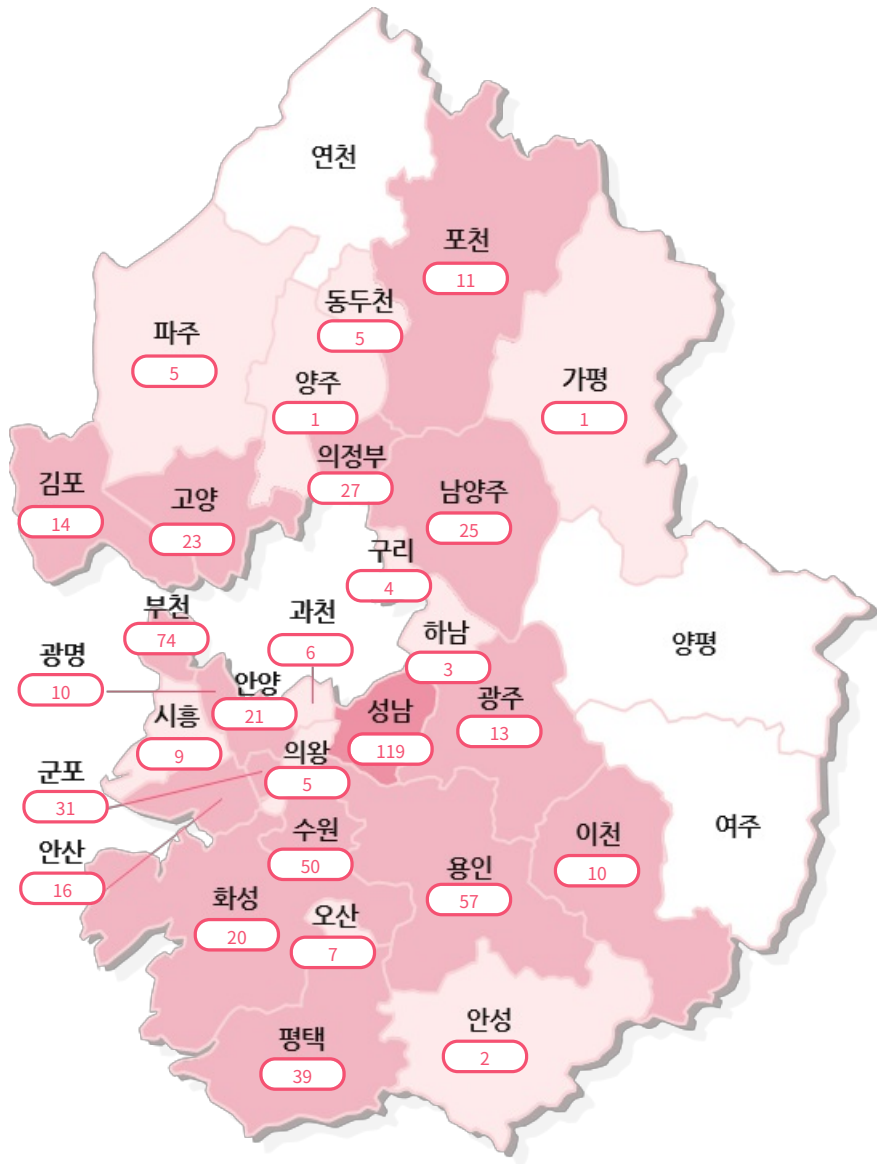 연천
포천
11
동두천
5
파주
5
양주
1
가평
1
의정부
27
김포
14
고양
23
남양주
25
구리
4
부천
74
과천
6
하남
3
양평
광명
10
안양
21
성남
119
광주
13
시흥
9
의왕
5
군포
31
수원
50
이천
10
여주
안산
16
화성
20
용인
57
오산
7
안성
2
평택
39